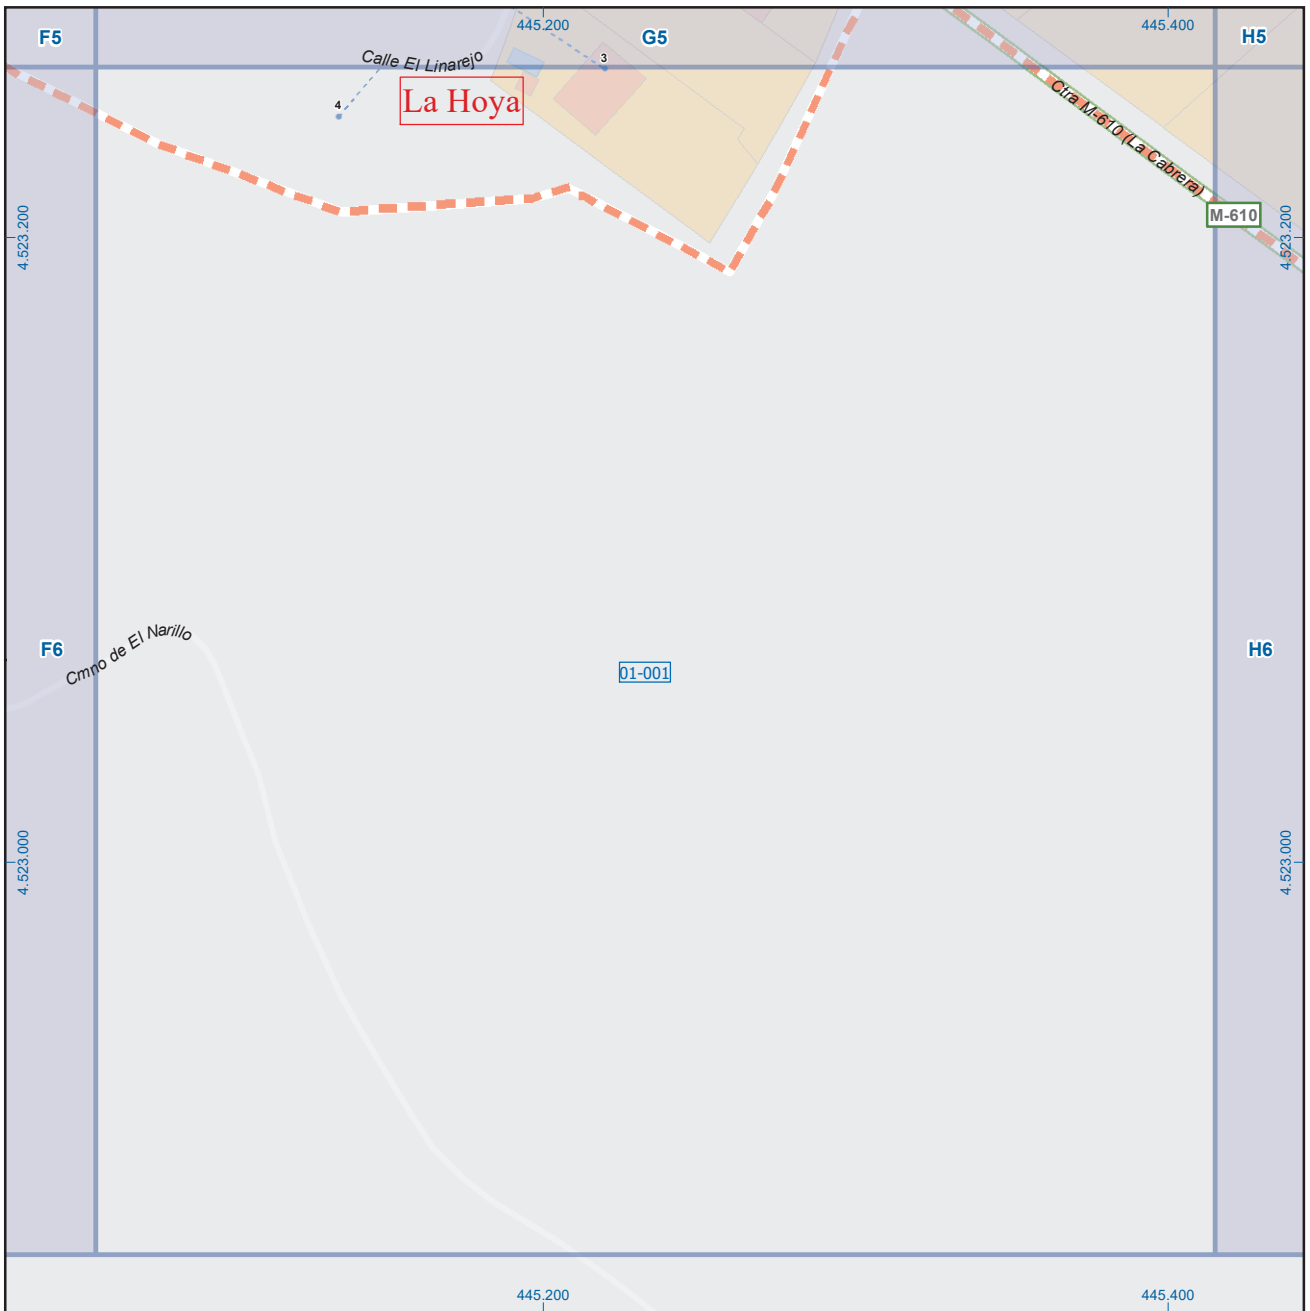 445.200
445.400
F5
G5
H5
Calle El Linarejo
3
4
La Hoya
Ctra M-610 (La Cabrera)
M-610
4.523.200
4.523.200
F6
Cmno de El Narillo
01-001
H6
4.523.000
4.523.000
445.200
445.400